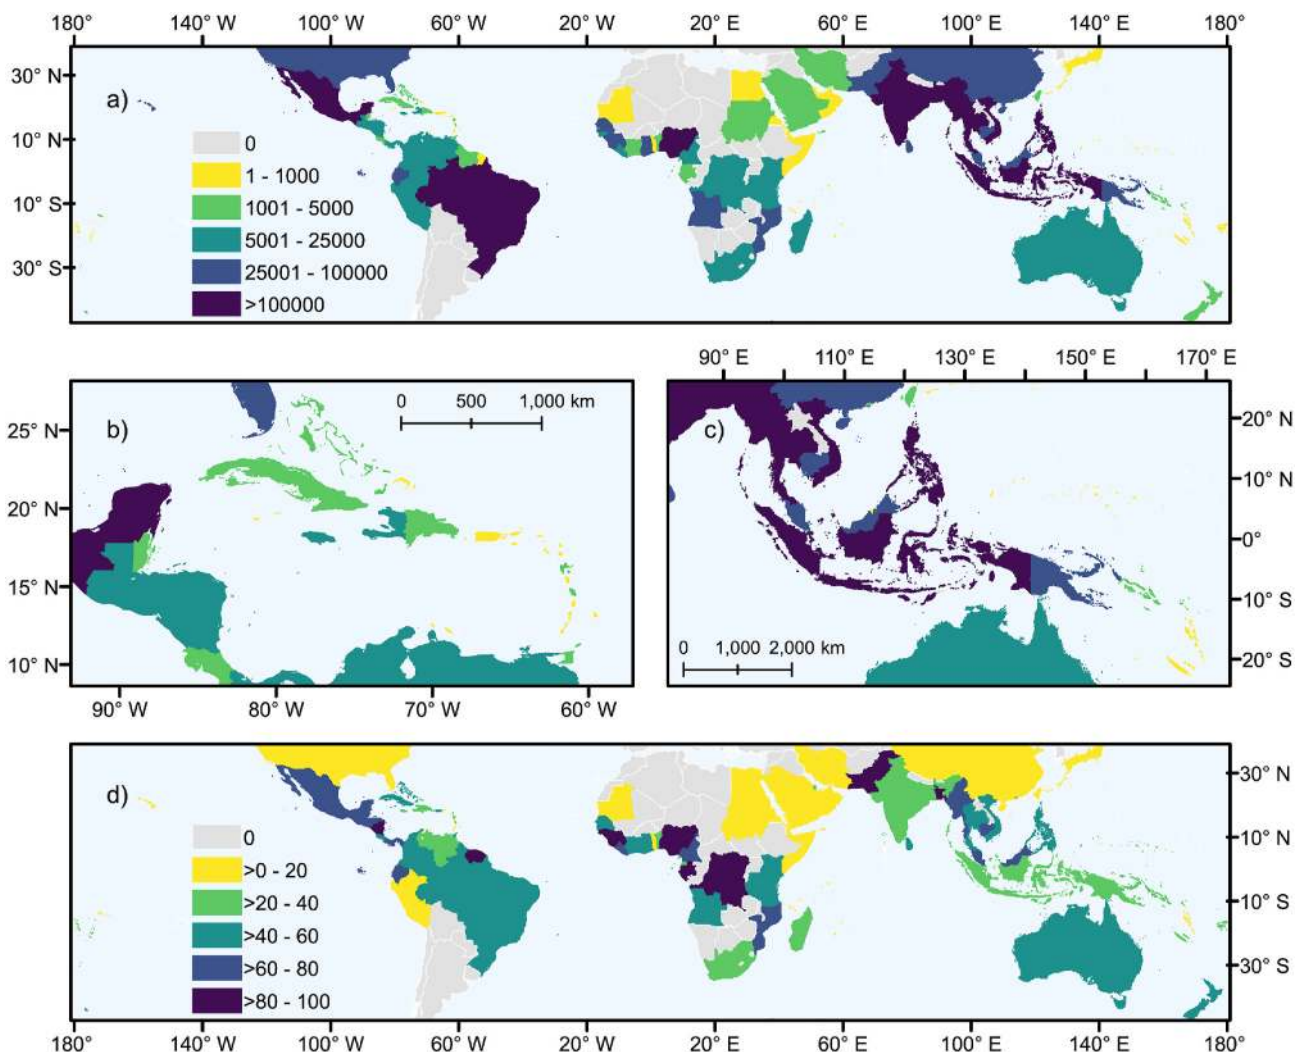 180° 140° W 100° W 60° W 20° W 20° E 60° E 100° E 140° E 180°
30° N
10° N
10° S
30° S
a)
0
1 - 1000
1001 - 5000
5001 - 25000
25001 - 100000
>100000
90° E 110° E 130° E 150° E 170° E
b)
0 500 1,000 km
25° N
20° N
15° N
10° N
90° W 80° W 70° W 60° W
c)
0 1,000 2,000 km
20° N
10° N
0°
10° S
20° S
d)
0
>0 - 20
>20 - 40
>40 - 60
>60 - 80
>80 - 100
30° N
10° N
10° S
30° S
180° 140° W 100° W 60° W 20° W 20° E 60° E 100° E 140° E 180°